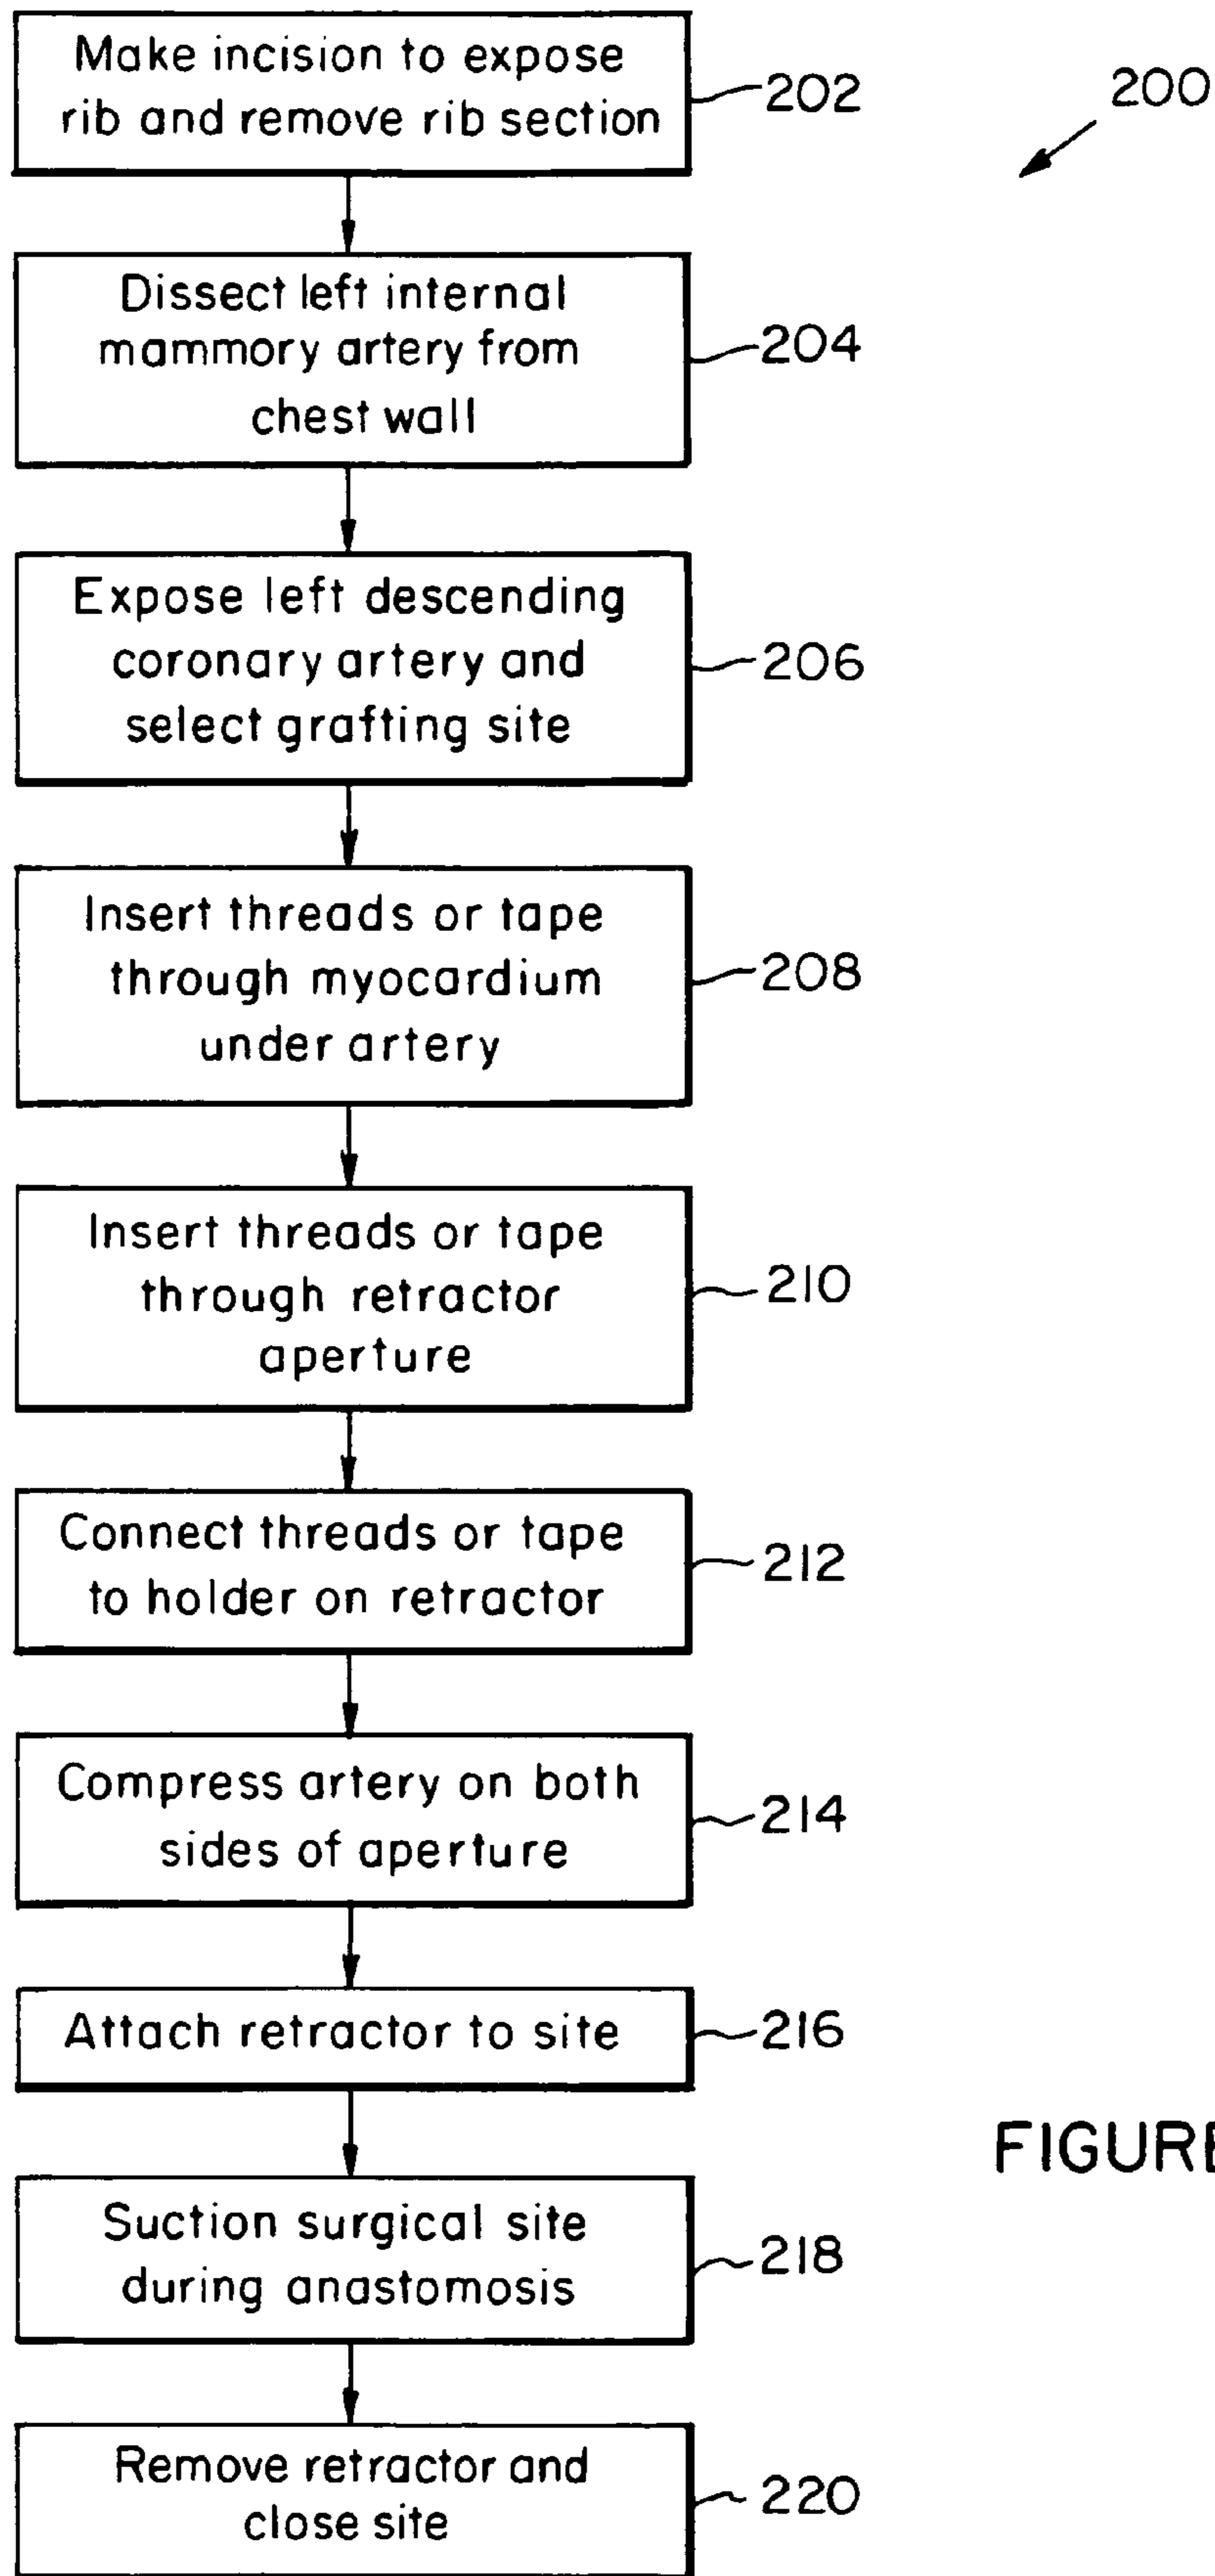 Make incision to expose
rib and remove rib section
202
200
Dissect left internal
mammory artery from
chest wall
204
Expose left descending
coronary artery and
select grafting site
206
Insert threads or tape
through myocardium
under artery
208
Insert threads or tape
through retractor
aperture
210
Connect threads or tape
to holder on retractor
212
Compress artery on both
sides of aperture
214
Attach retractor to site
216
FIGURE
Suction surgical site
during anastomosis
218
Remove retractor and
close site
220